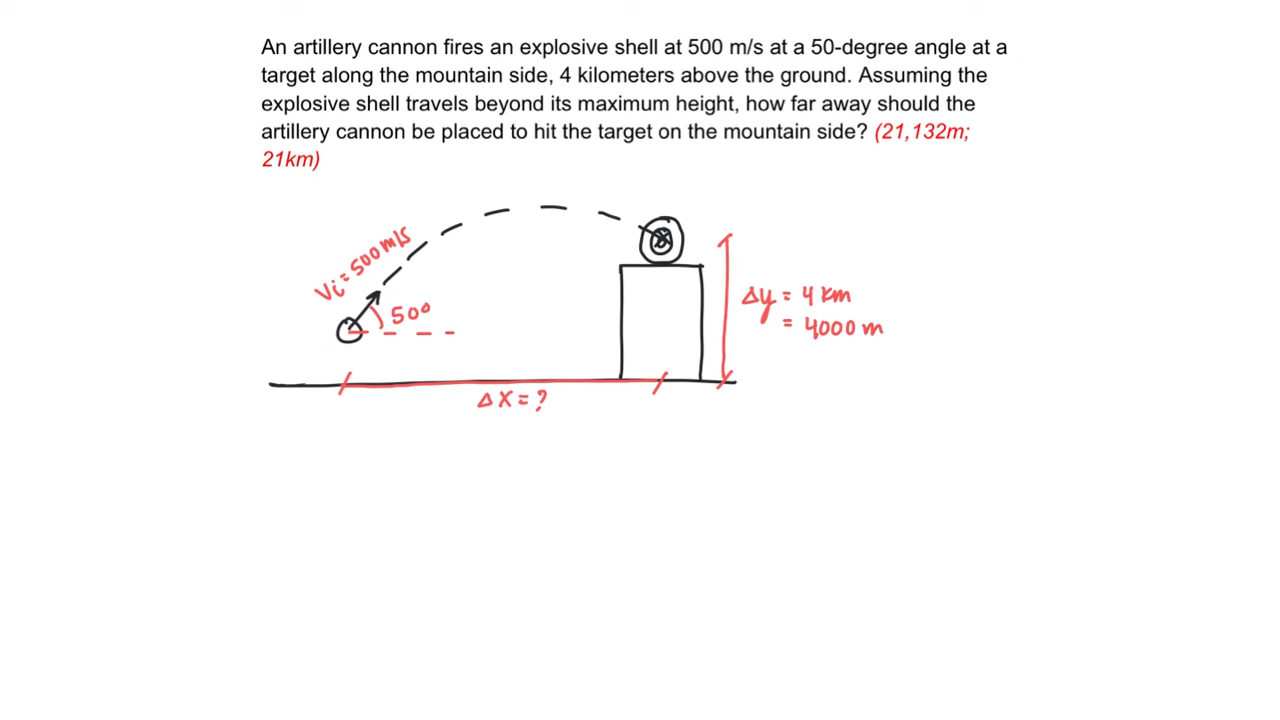 An artillery cannon fires an explosive shell at 500 m/s at a 50-degree angle at a
target along the mountain side, 4 kilometers above the ground. Assuming the
explosive shell travels beyond its maximum height, how far away should the
artillery cannon be placed to hit the target on the mountain side? (21,132m;
21km)
Vi = 500 m/s
50°
Δy = 4 km
= 4000 m
Δx = ?